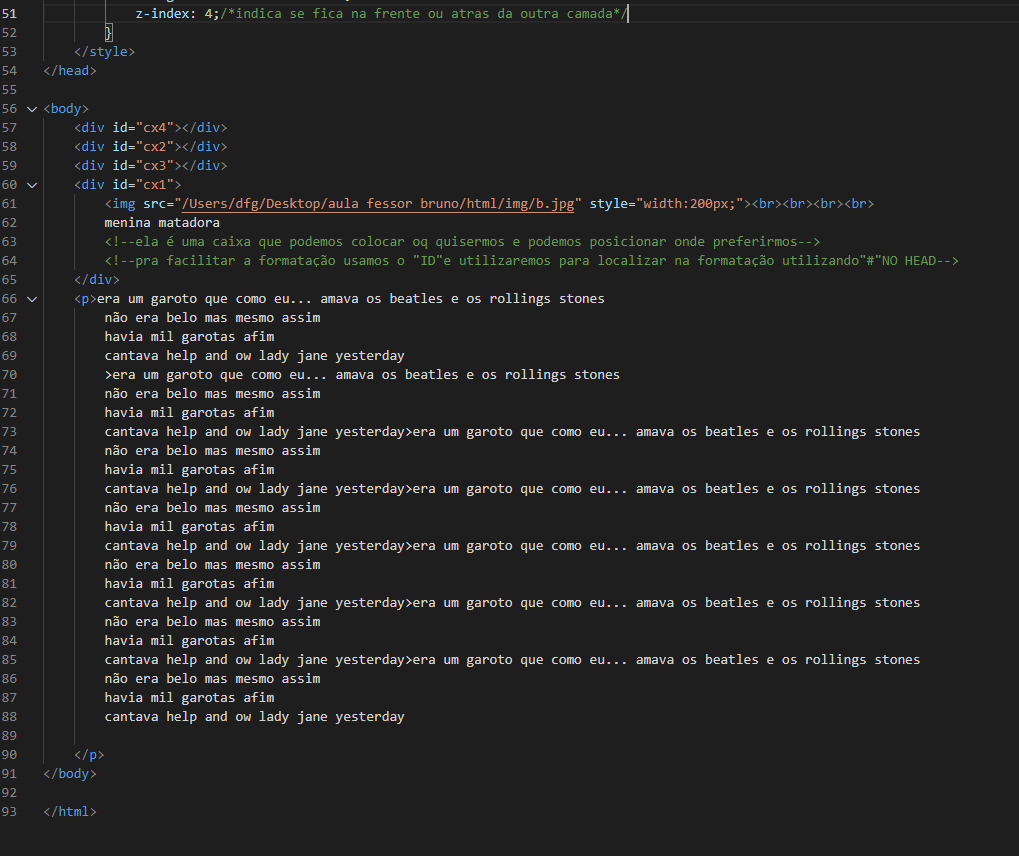 51 z-index: 4;/*indica se fica na frente ou atras da outra camada*/
52 }
53 </style>
54 </head>
55
56 <body>
57 <div id="cx4"></div>
58 <div id="cx2"></div>
59 <div id="cx3"></div>
60 <div id="cx1">
61 <img src="/Users/dfg/Desktop/aula fessor bruno/html/img/b.jpg" style="width:200px;"><br><br><br><br>
62 menina matadora
63 <!--ela é uma caixa que podemos colocar oq quisermos e podemos posicionar onde preferirmos-->
64 <!--pra facilitar a formatação usamos o "ID"e utilizaremos para localizar na formatação utilizando"#"NO HEAD-->
65 </div>
66 <p>era um garoto que como eu... amava os beatles e os rollings stones
67 não era belo mas mesmo assim
68 havia mil garotas afim
69 cantava help and ow lady jane yesterday
70 >era um garoto que como eu... amava os beatles e os rollings stones
71 não era belo mas mesmo assim
72 havia mil garotas afim
73 cantava help and ow lady jane yesterday>era um garoto que como eu... amava os beatles e os rollings stones
74 não era belo mas mesmo assim
75 havia mil garotas afim
76 cantava help and ow lady jane yesterday>era um garoto que como eu... amava os beatles e os rollings stones
77 não era belo mas mesmo assim
78 havia mil garotas afim
79 cantava help and ow lady jane yesterday>era um garoto que como eu... amava os beatles e os rollings stones
80 não era belo mas mesmo assim
81 havia mil garotas afim
82 cantava help and ow lady jane yesterday>era um garoto que como eu... amava os beatles e os rollings stones
83 não era belo mas mesmo assim
84 havia mil garotas afim
85 cantava help and ow lady jane yesterday>era um garoto que como eu... amava os beatles e os rollings stones
86 não era belo mas mesmo assim
87 havia mil garotas afim
88 cantava help and ow lady jane yesterday
89
90 </p>
91 </body>
92
93 </html>